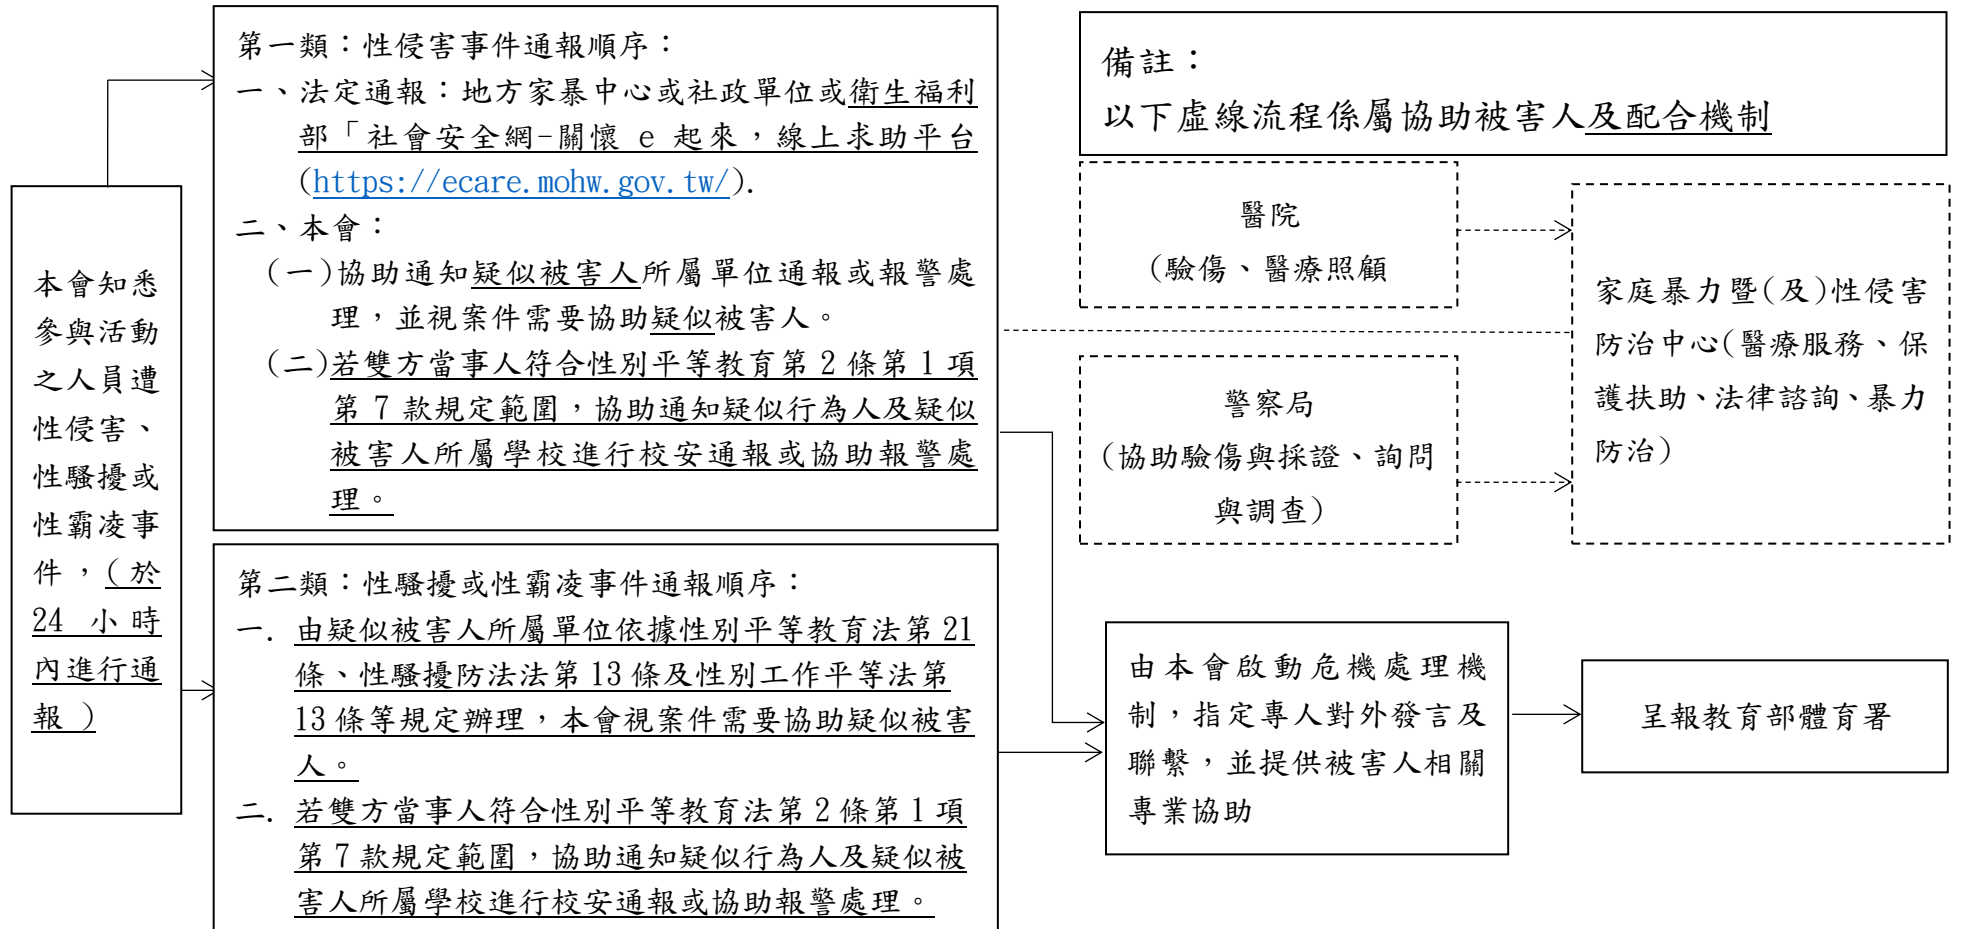 本會知悉
參與活動
之人員遭
性侵害、
性騷擾或
性霸凌事
件，(於
24 小時
內進行通
報 )
第一類：性侵害事件通報順序：
一、法定通報：地方家暴中心或社政單位或衛生福利
部「社會安全網-關懷 e 起來，線上求助平台
(https://ecare.mohw.gov.tw/).
二、本會：
(一)協助通知疑似被害人所屬單位通報或報警處
理，並視案件需要協助疑似被害人。
(二)若雙方當事人符合性別平等教育第 2 條第 1 項
第 7 款規定範圍，協助通知疑似行為人及疑似
被害人所屬學校進行校安通報或協助報警處
理。
第二類：性騷擾或性霸凌事件通報順序：
一. 由疑似被害人所屬單位依據性別平等教育法第 21
條、性騷擾防法法第 13 條及性別工作平等法第
13 條等規定辦理，本會視案件需要協助疑似被害
人。
二. 若雙方當事人符合性別平等教育法第 2 條第 1 項
第 7 款規定範圍，協助通知疑似行為人及疑似被
害人所屬學校進行校安通報或協助報警處理。
備註：
以下虛線流程係屬協助被害人及配合機制
醫院
(驗傷、醫療照顧
警察局
(協助驗傷與採證、詢問
與調查)
家庭暴力暨(及)性侵害
防治中心(醫療服務、保
護扶助、法律諮詢、暴力
防治)
由本會啟動危機處理機
制，指定專人對外發言及
聯繫，並提供被害人相關
專業協助
呈報教育部體育署